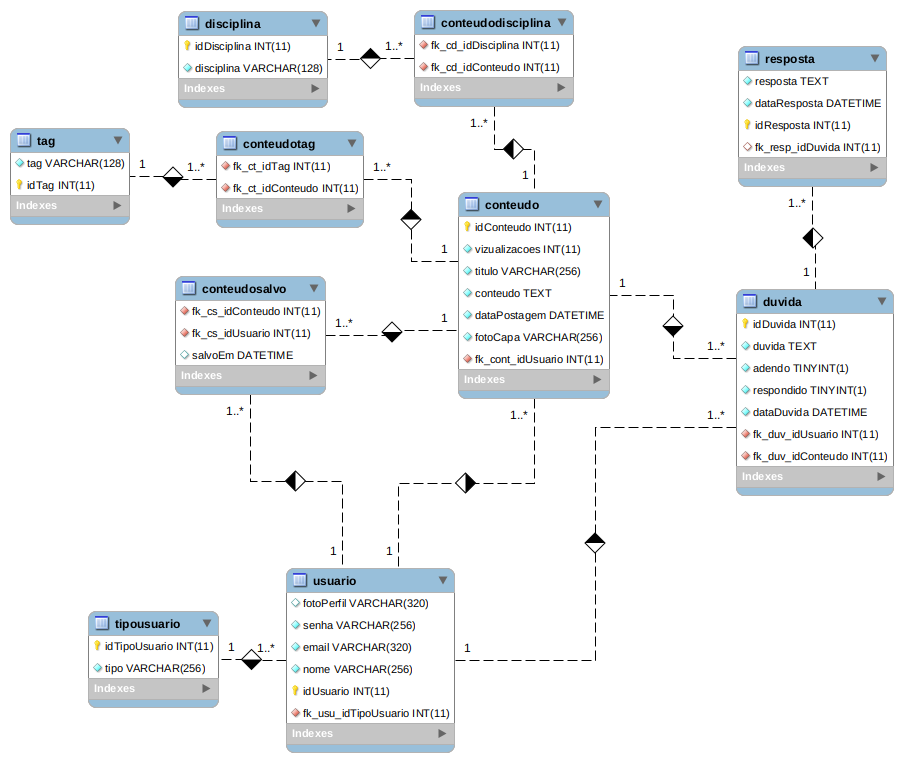 disciplina
idDisciplina INT(11)
disciplina VARCHAR(128)
Indexes
1
1..*
conteudodisciplina
fk_cd_idDisciplina INT(11)
fk_cd_idConteudo INT(11)
Indexes
1..*
1
resposta
resposta TEXT
dataResposta DATETIME
idResposta INT(11)
fk_resp_idDuvida INT(11)
Indexes
1..*
1
tag
tag VARCHAR(128)
idTag INT(11)
Indexes
1
1..*
conteudotag
fk_ct_idTag INT(11)
fk_ct_idConteudo INT(11)
Indexes
1..*
1
conteudo
idConteudo INT(11)
vizualizacoes INT(11)
titulo VARCHAR(256)
conteudo TEXT
dataPostagem DATETIME
fotoCapa VARCHAR(256)
fk_cont_idUsuario INT(11)
Indexes
1
1..*
conteudosalvo
fk_cs_idConteudo INT(11)
fk_cs_idUsuario INT(11)
salvoEm DATETIME
Indexes
1..*
1
duvida
idDuvida INT(11)
duvida TEXT
adendo TINYINT(1)
respondido TINYINT(1)
dataDuvida DATETIME
fk_duv_idUsuario INT(11)
fk_duv_idConteudo INT(11)
Indexes
1..*
1..*
1..*
1
1
1
usuario
fotoPerfil VARCHAR(320)
senha VARCHAR(256)
email VARCHAR(320)
nome VARCHAR(256)
idUsuario INT(11)
fk_usu_idTipoUsuario INT(11)
Indexes
tipousuario
idTipoUsuario INT(11)
tipo VARCHAR(256)
Indexes
1
1..*